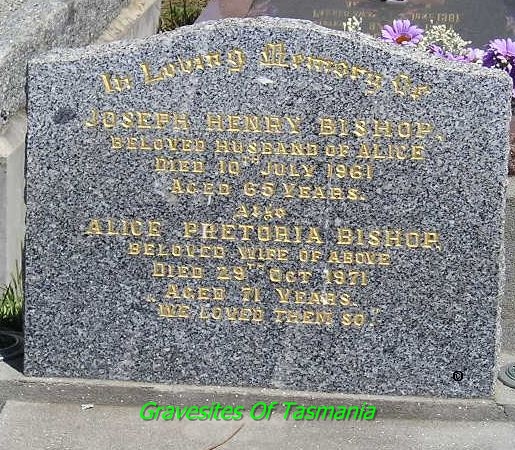 In Loving Memory Of
JOSEPH HENRY BISHOP.
BELOVED HUSBAND OF ALICE
DIED 10TH JULY 1961
AGED 65 YEARS.
ALSO
ALICE PRETORIA BISHOP.
BELOVED WIFE OF ABOVE
DIED 29TH OCT 1971
AGED 71 YEARS.
"WE LOVED THEM SO."
Gravesites Of Tasmania